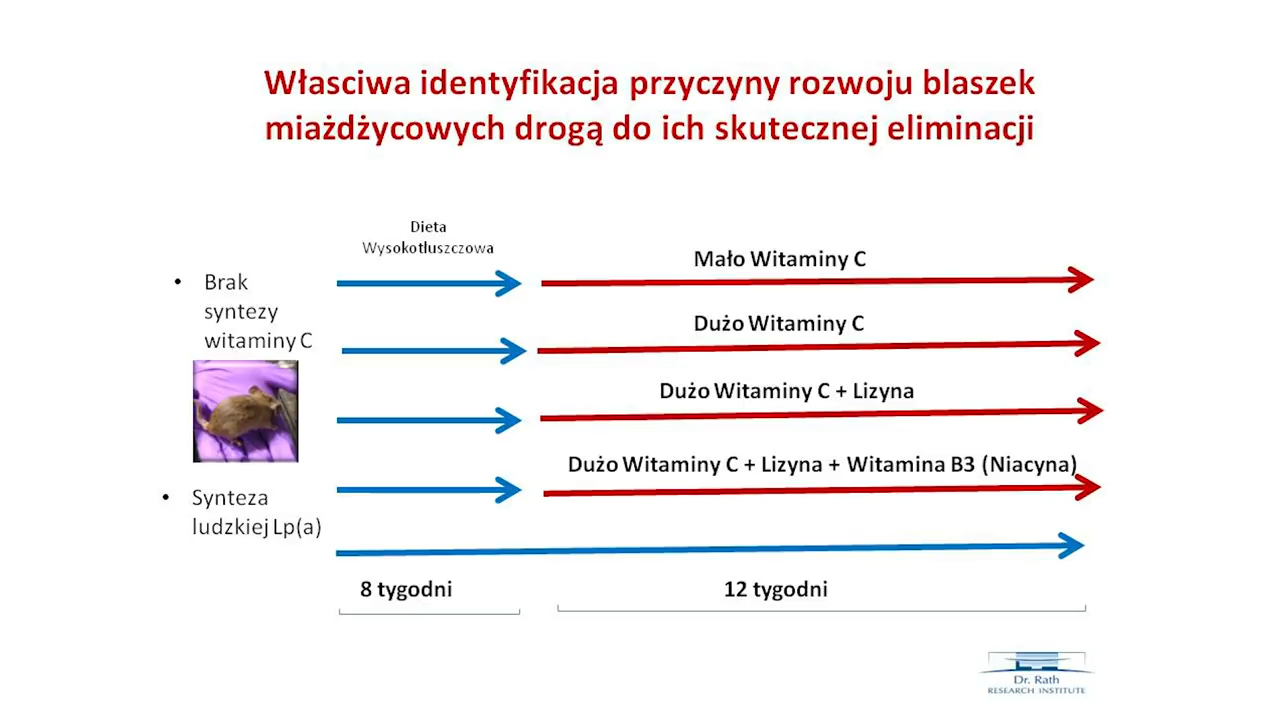 Własciwa identyfikacja przyczyny rozwoju blaszek
miażdżycowych drogą do ich skutecznej eliminacji
Dieta
Wysokotłuszczowa
Mało Witaminy C
• Brak
syntezy
witaminy C
Dużo Witaminy C
Dużo Witaminy C + Lizyna
Dużo Witaminy C + Lizyna + Witamina B3 (Niacyna)
• Synteza
ludzkiej Lp(a)
8 tygodni
12 tygodni
Dr. Rath
RESEARCH INSTITUTE